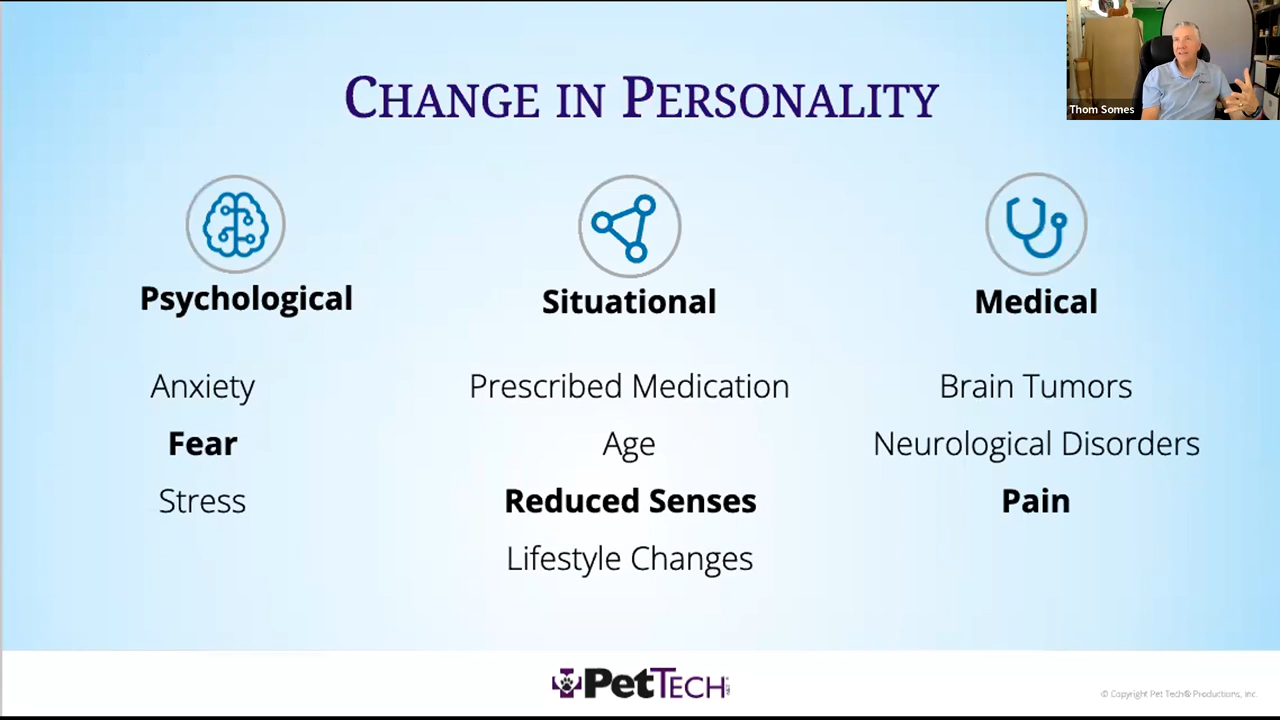 CHANGE IN PERSONALITY
Thom Somes
Psychological
Situational
Medical
Anxiety
Prescribed Medication
Brain Tumors
Fear
Age
Neurological Disorders
Stress
Reduced Senses
Pain
Lifestyle Changes
PetTECH
© Copyright Pet Tech® Productions, Inc.